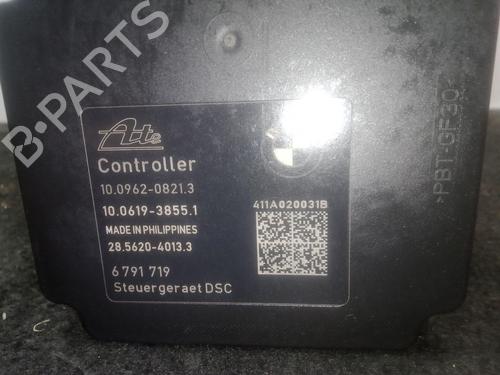 B-PARTS
Ate
Controller
10.0962-0821.3
10.0619-3855.1
411A020031B
MADE IN PHILIPPINES
28.5620-4013.3
6 791 719
Steuergeraet DSC
>PBT-GF30<